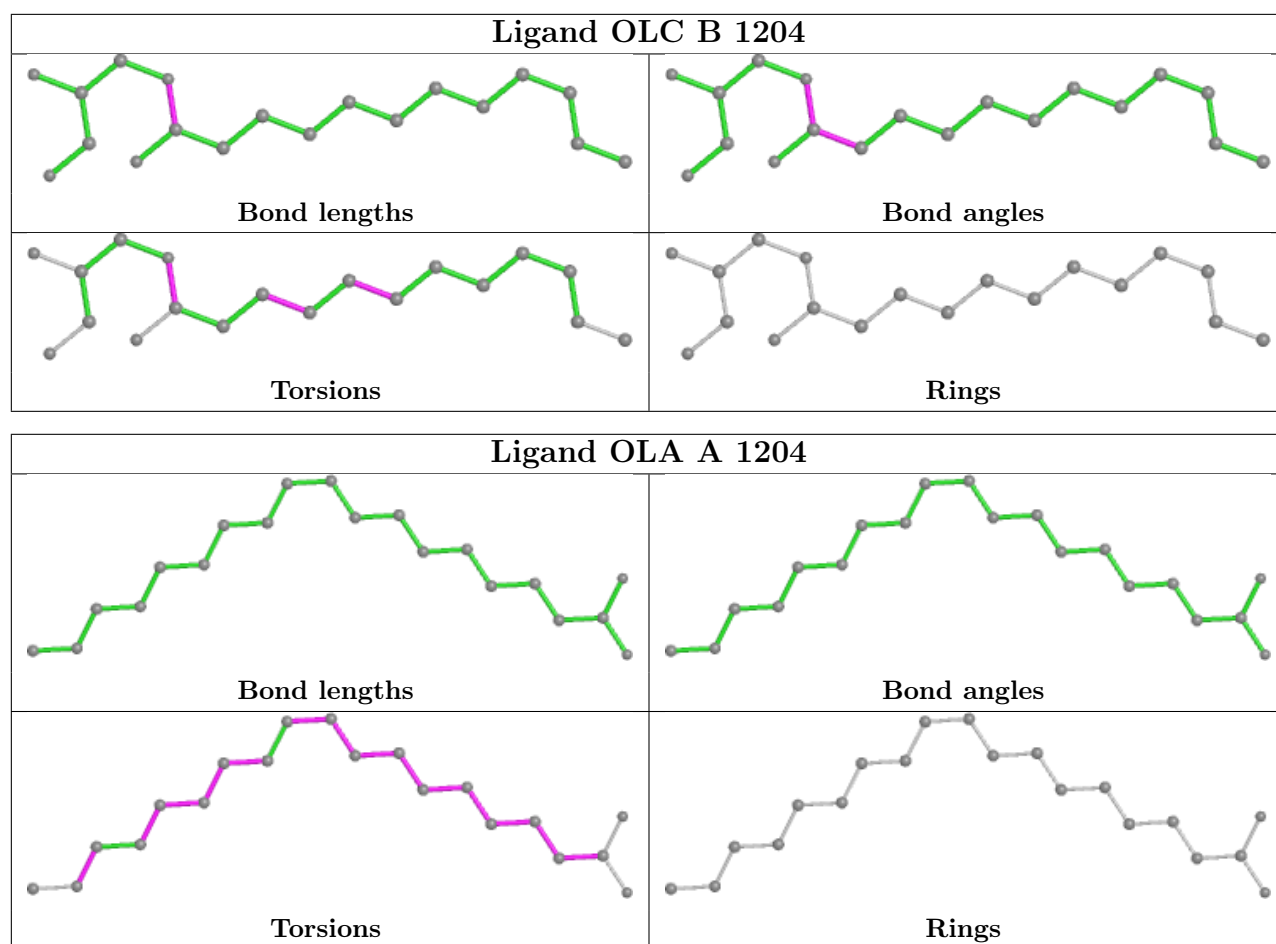 Ligand OLC B 1204
Bond lengths
Bond angles
Torsions
Rings
Ligand OLA A 1204
Bond lengths
Bond angles
Torsions
Rings